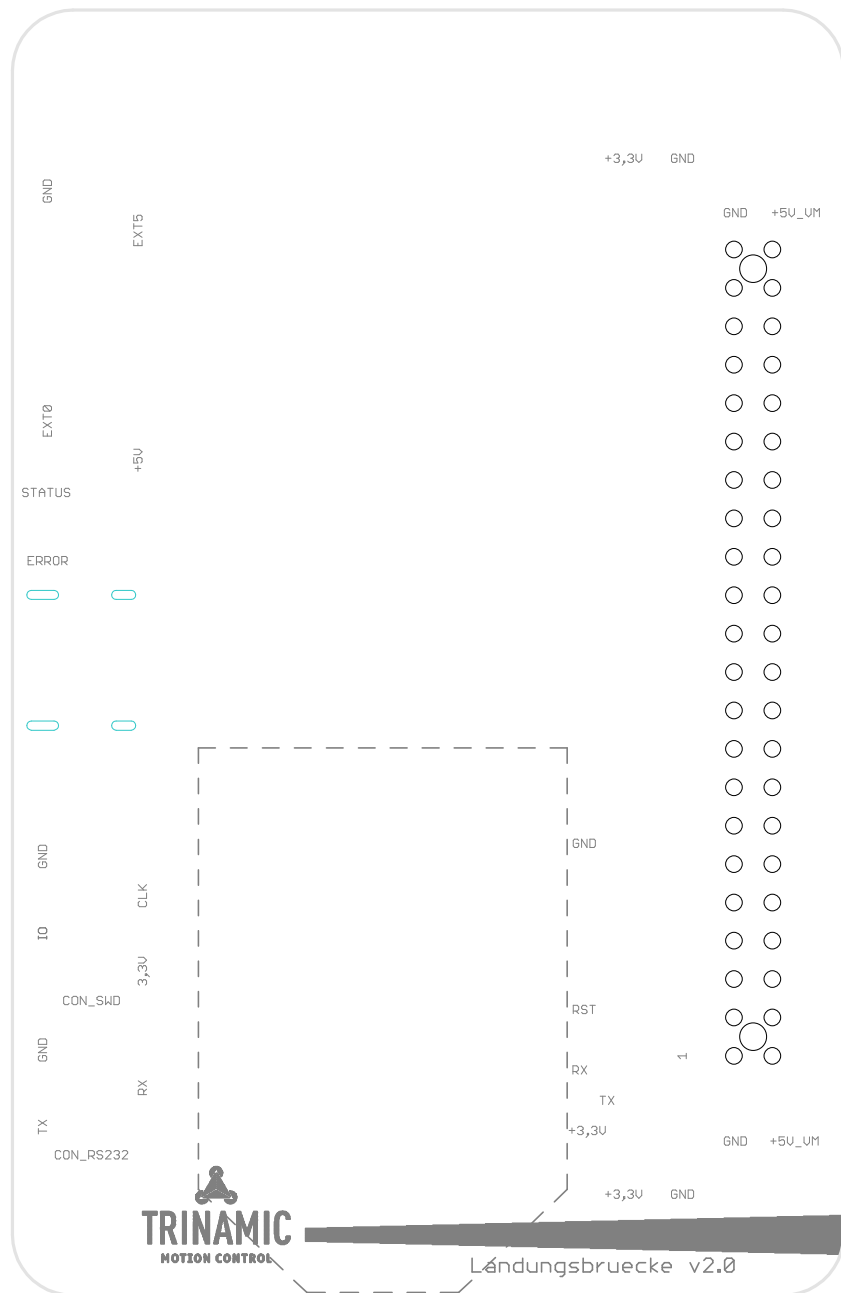 +3,3V GND
GND
GND +5V_VM
EXT5
EXT0
+5V
STATUS
ERROR
GND
GND
CLK
IO
3,3V
CON_SWD
RST
GND
1
RX
RX
TX
TX
+3,3V
GND +5V_VM
CON_RS232
+3,3V GND
TRINAMIC
MOTION CONTROL
Landungsbruecke v2.0